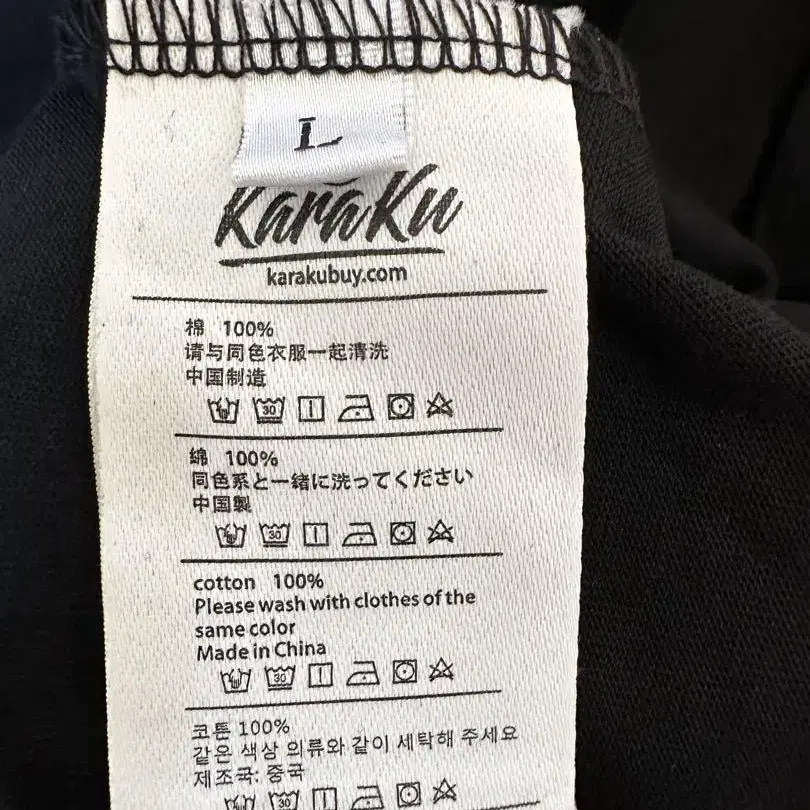 L
KaraKu
karakubuy.com
棉 100%
请与同色衣服一起清洗
中国制造
30
綿 100%
同色系と一緒に洗ってください
中国製
30
cotton 100%
Please wash with clothes of the
same color
Made in China
30
코튼 100%
같은 색상 의류와 같이 세탁해 주세요
제조국: 중국
30